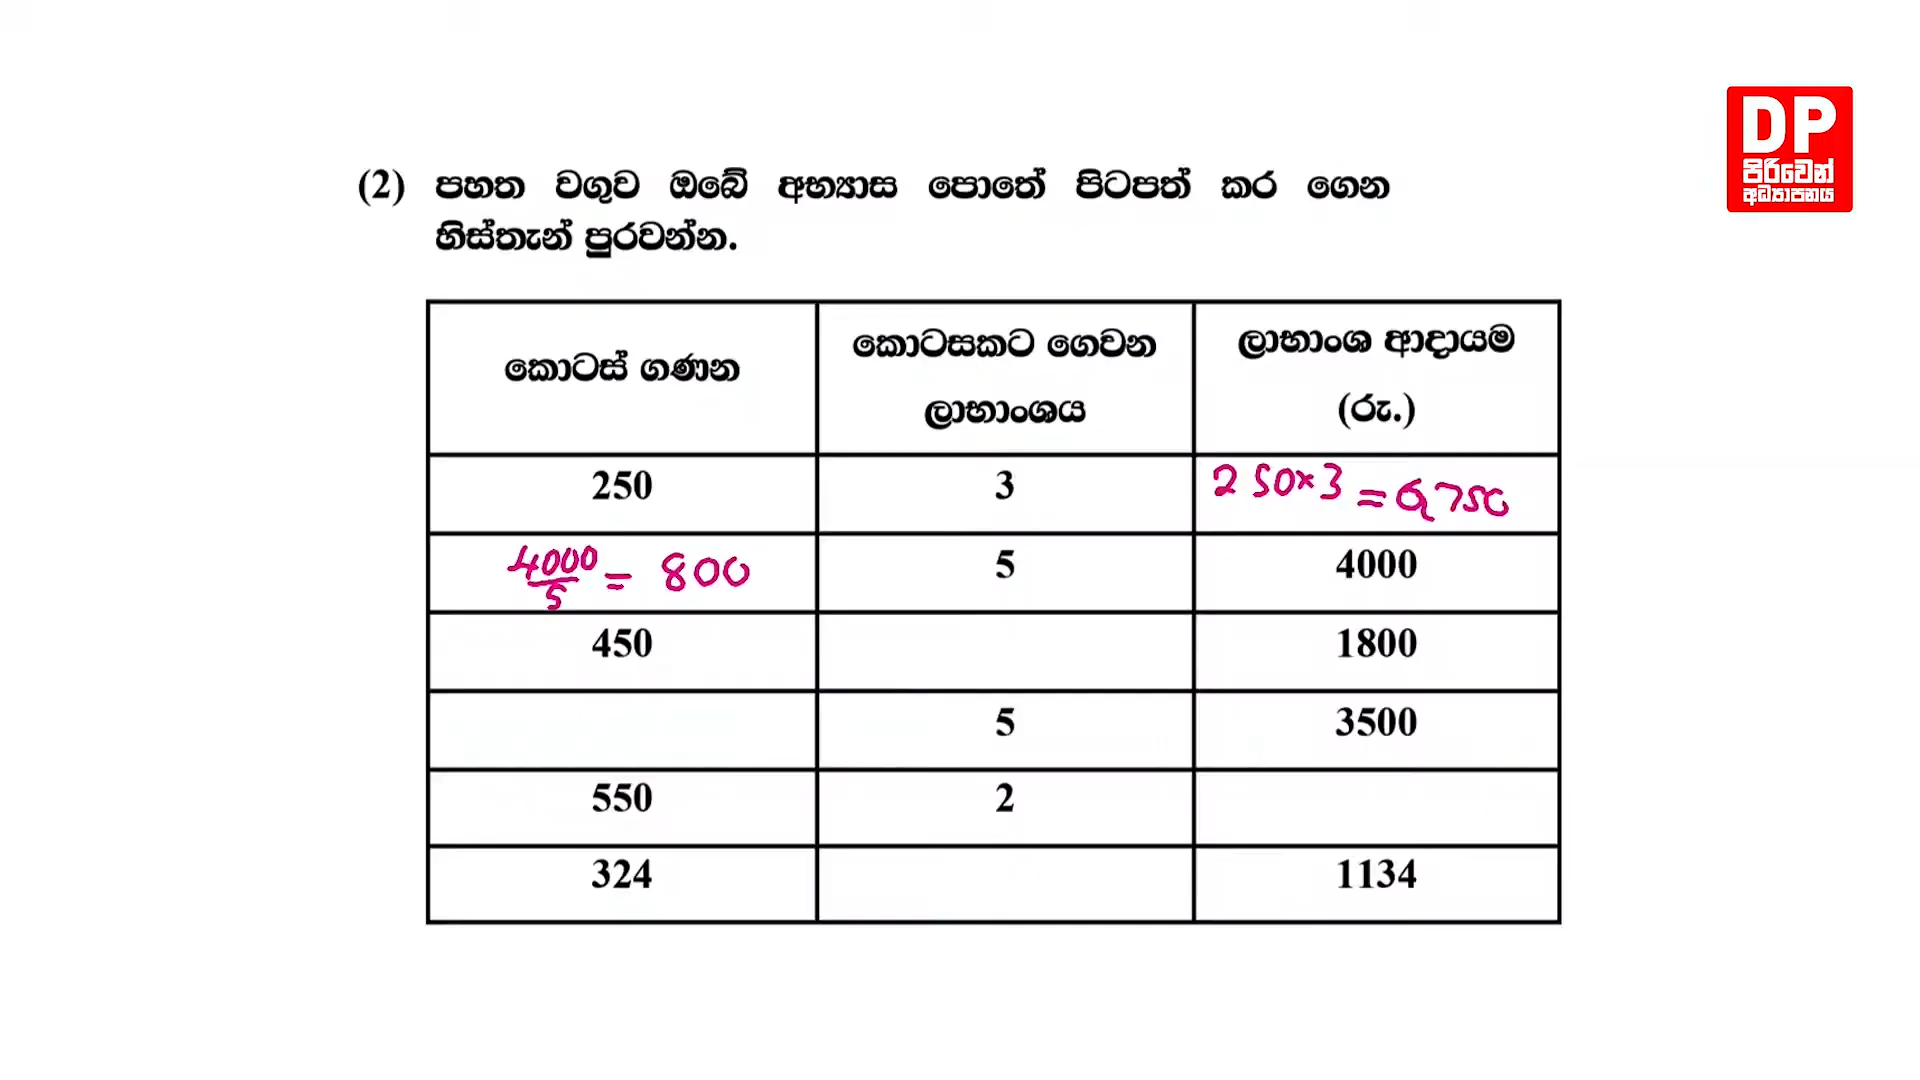 DP
පිරිවෙන්
අධ්‍යාපනය
(2) පහත වගුව ඔබේ අභ්‍යාස පොතේ පිටපත් කර ගෙන
හිස්තැන් පුරවන්න.
කොටස් ගණන
කොටසකට ගෙවන
ලාභාංශය
ලාභාංශ ආදායම
(රු.)
250 3 250×3 = රු750
4000/5 = 800 5 4000
450 1800
5 3500
550 2
324 1134